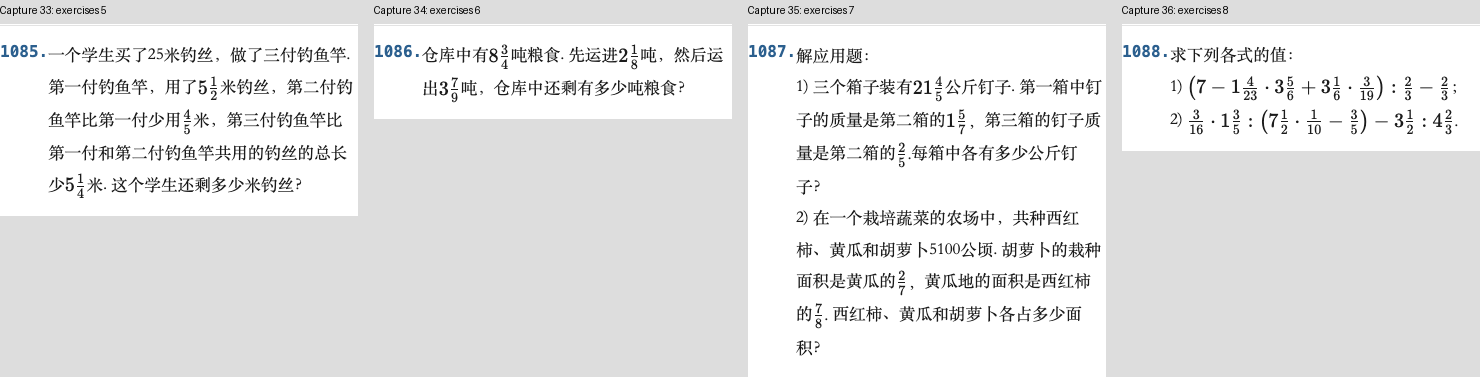 Capture 33: exercises 5
1085. 一个学生买了25米钓丝，做了三付钓鱼竿.
第一付钓鱼竿，用了5 1/2 米钓丝，第二付钓
鱼竿比第一付少用 4/5 米，第三付钓鱼竿比
第一付和第二付钓鱼竿共用的钓丝的总长
少5 1/4 米. 这个学生还剩多少米钓丝?
Capture 34: exercises 6
1086. 仓库中有8 3/4 吨粮食. 先运进2 1/8 吨，然后运
出3 7/9 吨，仓库中还剩有多少吨粮食?
Capture 35: exercises 7
1087. 解应用题:
1) 三个箱子装有21 4/5 公斤钉子. 第一箱中钉
子的质量是第二箱的1 5/7，第三箱的钉子质
量是第二箱的 2/5.每箱中各有多少公斤钉
子?
2) 在一个栽培蔬菜的农场中，共种西红
柿、黄瓜和胡萝卜5100公顷. 胡萝卜的栽种
面积是黄瓜的 2/7，黄瓜地的面积是西红柿
的 7/8. 西红柿、黄瓜和胡萝卜各占多少面
积?
Capture 36: exercises 8
1088. 求下列各式的值:
1) (7 − 1 4/23 · 3 5/6 + 3 1/6 · 3/19) : 2/3 − 2/3;
2) 3/16 · 1 3/5 : (7 1/2 · 1/10 − 3/5) − 3 1/2 : 4 2/3.